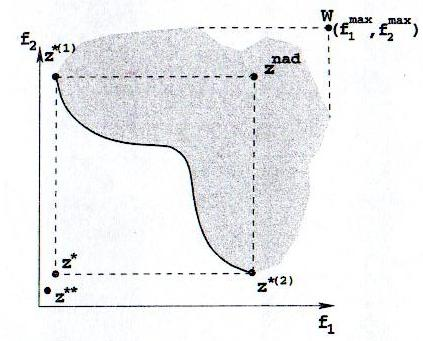 W
(f₁ᵐᵃˣ, f₂ᵐᵃˣ)
f₂
z*(1)
zⁿᵃᵈ
z*
z**
z*(2)
f₁